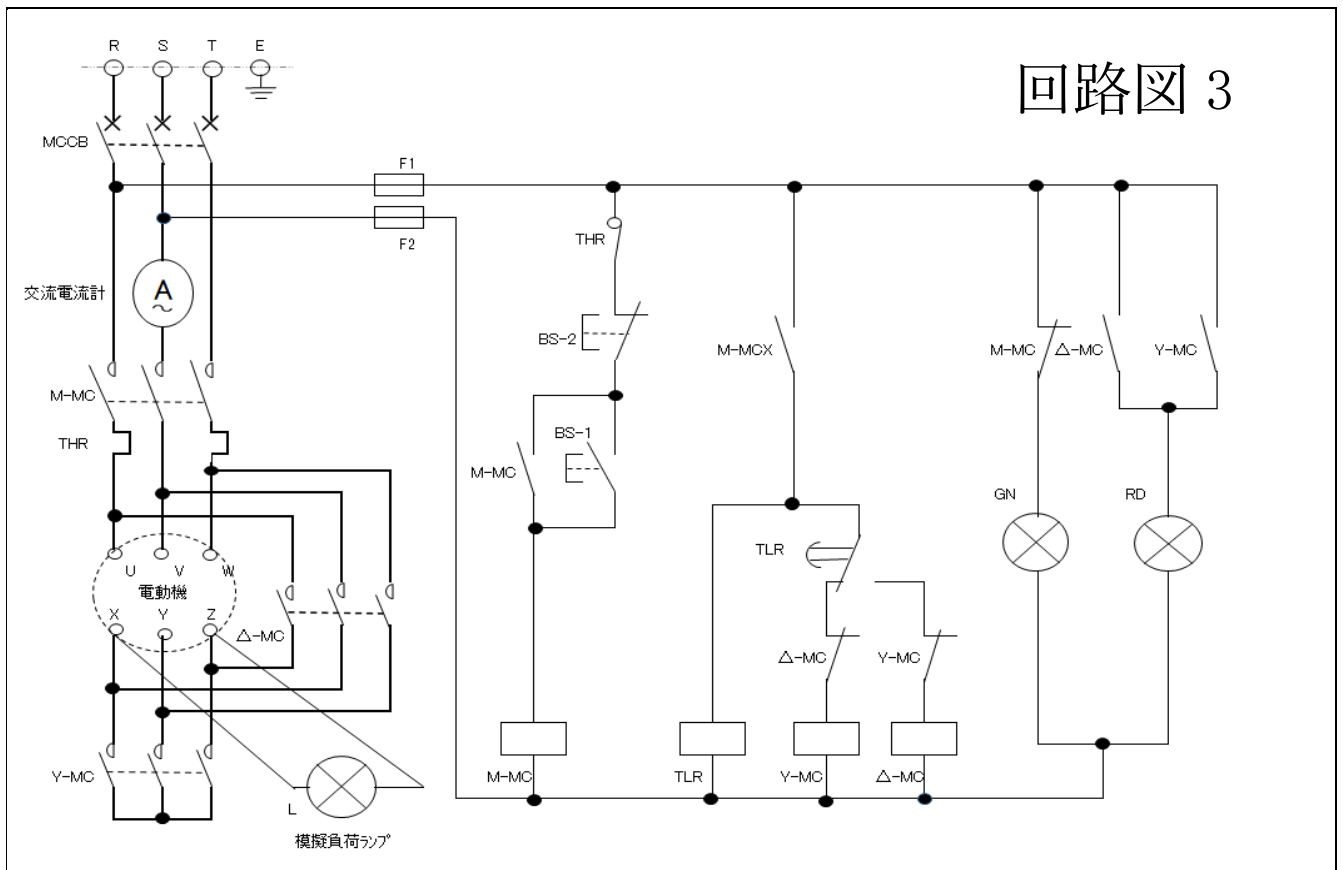 回路図 3
R S T E
MCCB
F1
F2
THR
交流電流計
A
BS-2
M-MCX
M-MC
△-MC
Y-MC
M-MC
THR
BS-1
M-MC
GN
RD
TLR
U V W
電動機
X Y Z
△-MC
△-MC
Y-MC
Y-MC
M-MC
TLR
Y-MC
△-MC
L
模擬負荷ランプ